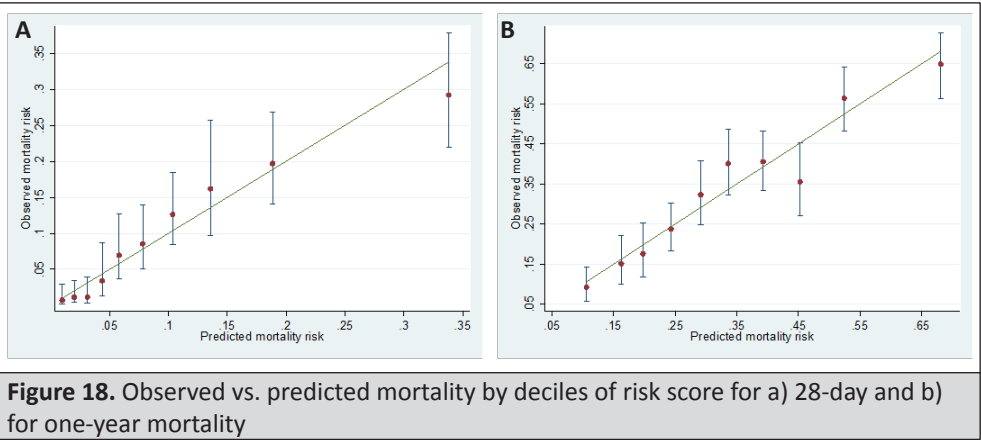 A
Observed mortality risk
.35
.3
.25
.2
.15
.1
.05
.05 .1 .15 .2 .25 .3 .35
Predicted mortality risk
B
Observed mortality risk
.65
.55
.45
.35
.25
.15
.05
.05 .15 .25 .35 .45 .55 .65
Predicted mortality risk
Figure 18. Observed vs. predicted mortality by deciles of risk score for a) 28-day and b)
for one-year mortality